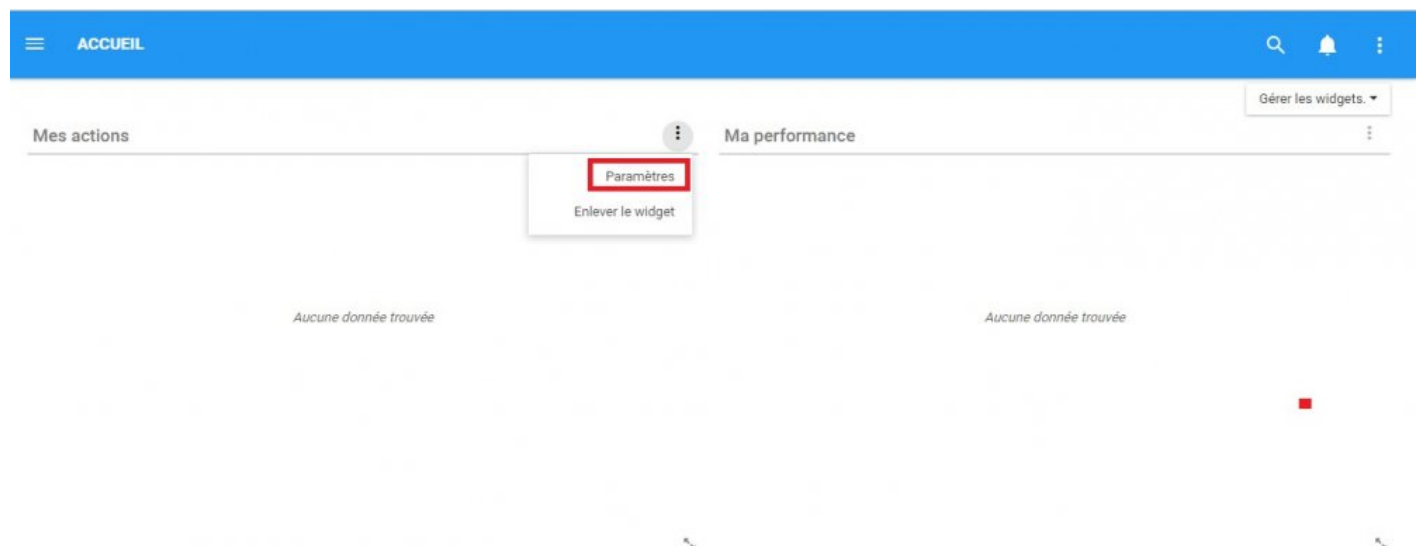 ACCUEIL
Gérer les widgets.
Mes actions
Ma performance
Paramètres
Enlever le widget
Aucune donnée trouvée
Aucune donnée trouvée